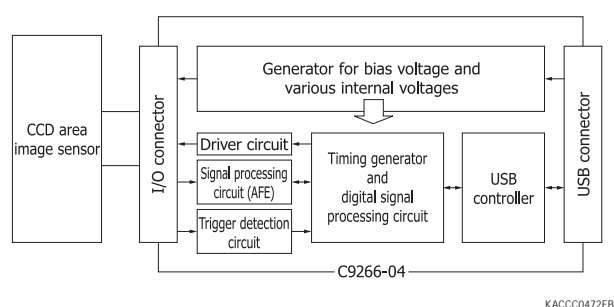 CCD area
image sensor
I/O connector
Generator for bias voltage and
various internal voltages
Driver circuit
Signal processing
circuit (AFE)
Trigger detection
circuit
Timing generator
and
digital signal
processing circuit
USB
controller
USB connector
C9266-04
KACCC0472EB